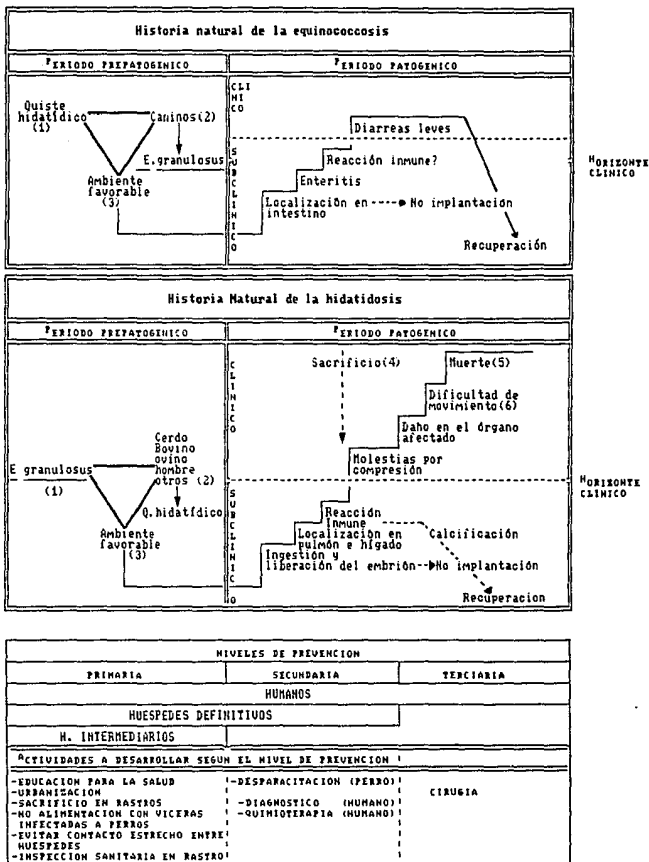 Historia natural de la equinococcosis
PERIODO PREPATOGENICO
PERIODO PATOGENICO
CLINICO
Quiste hidatídico (1)
Caninos(2)
E.granulosus
Ambiente favorable (3)
SUBCLINICO
Diarreas leves
Reacción inmune?
Enteritis
Localización en intestino
No implantación
Recuperación
HORIZONTE CLINICO
Historia Natural de la hidatidosis
PERIODO PREPATOGENICO
PERIODO PATOGENICO
CLINICO
Sacrificio(4)
Muerte(5)
Dificultad de movimiento(6)
Daño en el órgano afectado
Molestias por compresión
Cerdo
Bovino
ovino
hombre
otros (2)
E granulosus
(1)
Q.hidatídico
Ambiente favorable (3)
HORIZONTE CLINICO
SUBCLINICO
Reacción Inmune
Localización en pulmón e hígado
Calcificación
Ingestión y liberación del embrión
No implantación
Recuperacion
NIVELES DE PREVENCION
PRIMARIA
SECUNDARIA
TERCIARIA
HUMANOS
HUESPEDES DEFINITIVOS
H. INTERMEDIARIOS
ACTIVIDADES A DESARROLLAR SEGUN EL NIVEL DE PREVENCION
-EDUCACION PARA LA SALUD
-URBANIZACION
-SACRIFICIO EN RASTROS
-NO ALIMENTACION CON VICERAS
INFECTADAS A PERROS
-EVITAR CONTACTO ESTRECHO ENTRE
HUESPEDES
-INSPECCION SANITARIA EN RASTRO
-DESPARACITACION (PERRO)
-DIAGNOSTICO (HUMANO)
-QUIMIOTERAPIA (HUMANO)
CIRUGIA